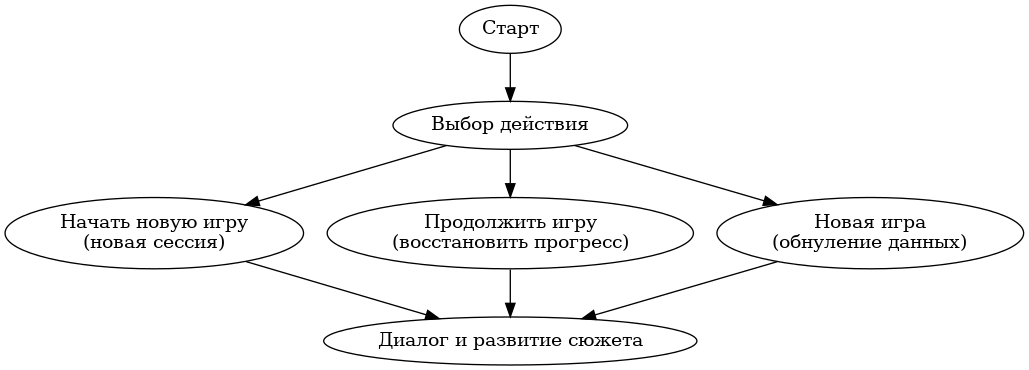 Старт
Выбор действия
Начать новую игру
(новая сессия)
Продолжить игру
(восстановить прогресс)
Новая игра
(обнуление данных)
Диалог и развитие сюжета